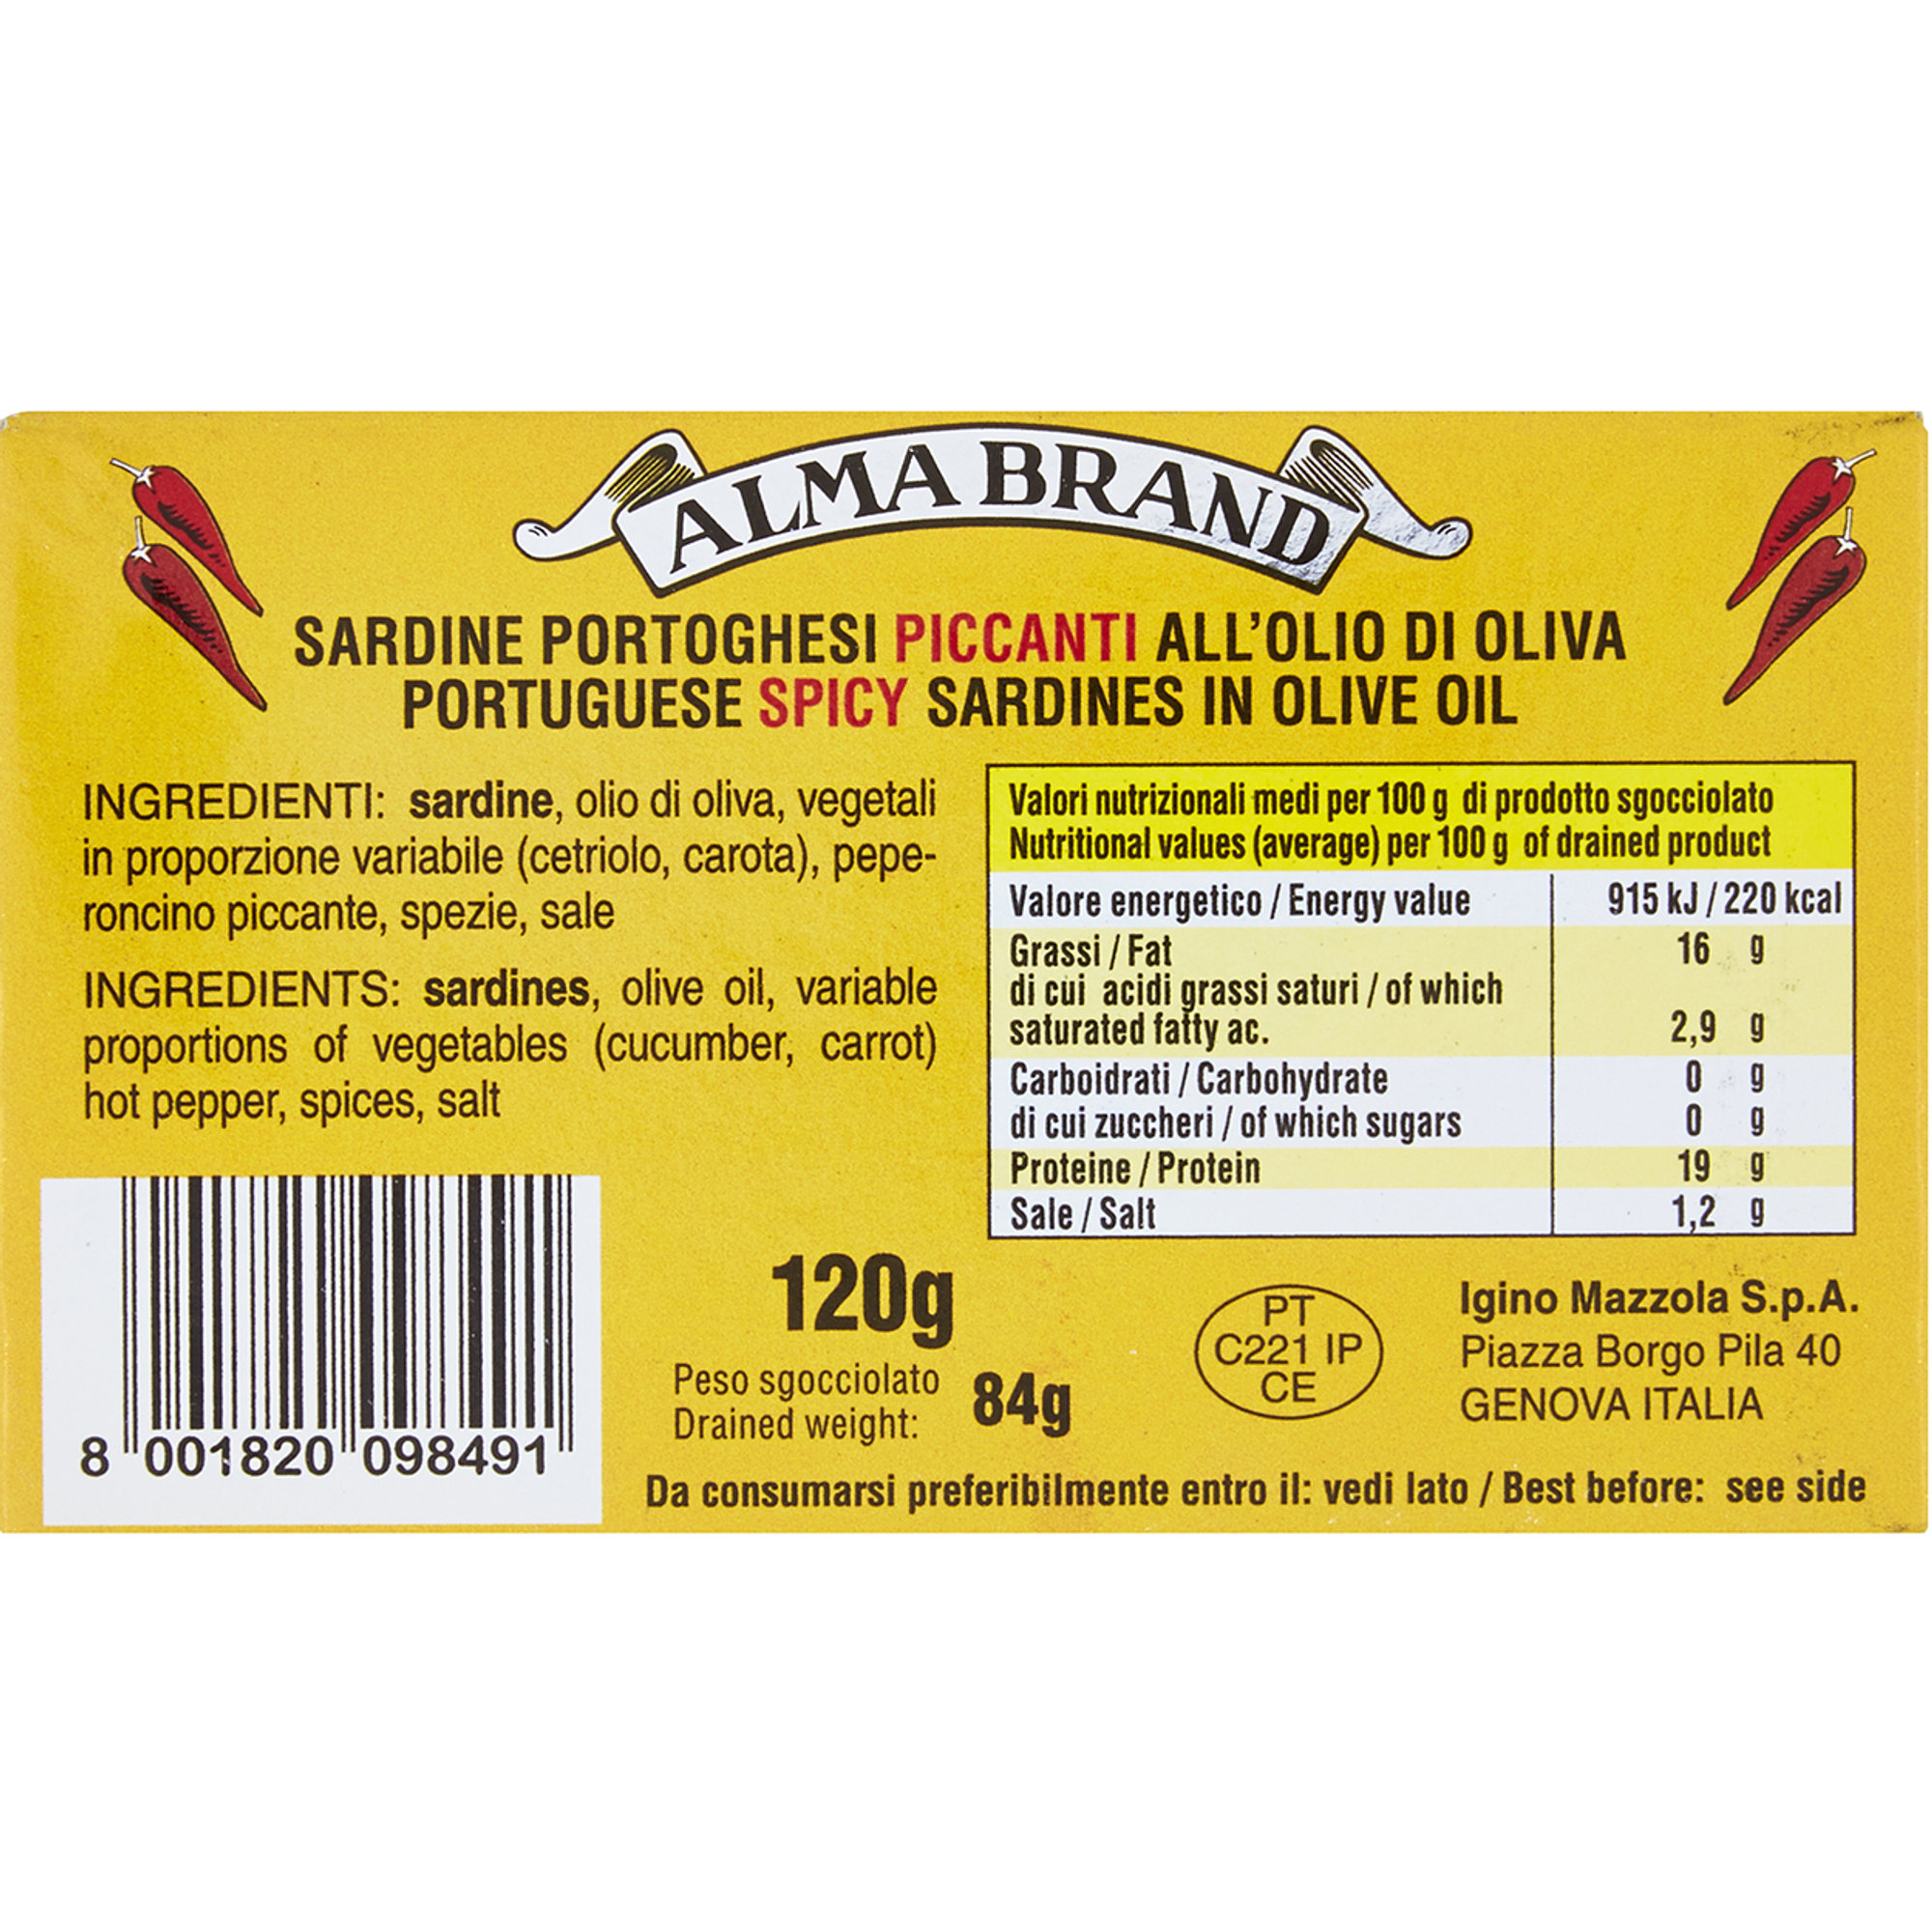 ALMA BRAND
SARDINE PORTOGHESI PICCANTI ALL'OLIO DI OLIVA
PORTUGUESE SPICY SARDINES IN OLIVE OIL
INGREDIENTI: sardine, olio di oliva, vegetali
in proporzione variabile (cetriolo, carota), pepe-
roncino piccante, spezie, sale
INGREDIENTS: sardines, olive oil, variable
proportions of vegetables (cucumber, carrot)
hot pepper, spices, salt
Valori nutrizionali medi per 100 g di prodotto sgocciolato
Nutritional values (average) per 100 g of drained product
Valore energetico / Energy value 915 kJ / 220 kcal
Grassi / Fat 16 g
di cui acidi grassi saturi / of which
saturated fatty ac. 2,9 g
Carboidrati / Carbohydrate 0 g
di cui zuccheri / of which sugars 0 g
Proteine / Protein 19 g
Sale / Salt 1,2 g
8 001820 098491
120g
Peso sgocciolato
Drained weight: 84g
PT
C221 IP
CE
Igino Mazzola S.p.A.
Piazza Borgo Pila 40
GENOVA ITALIA
Da consumarsi preferibilmente entro il: vedi lato / Best before: see side